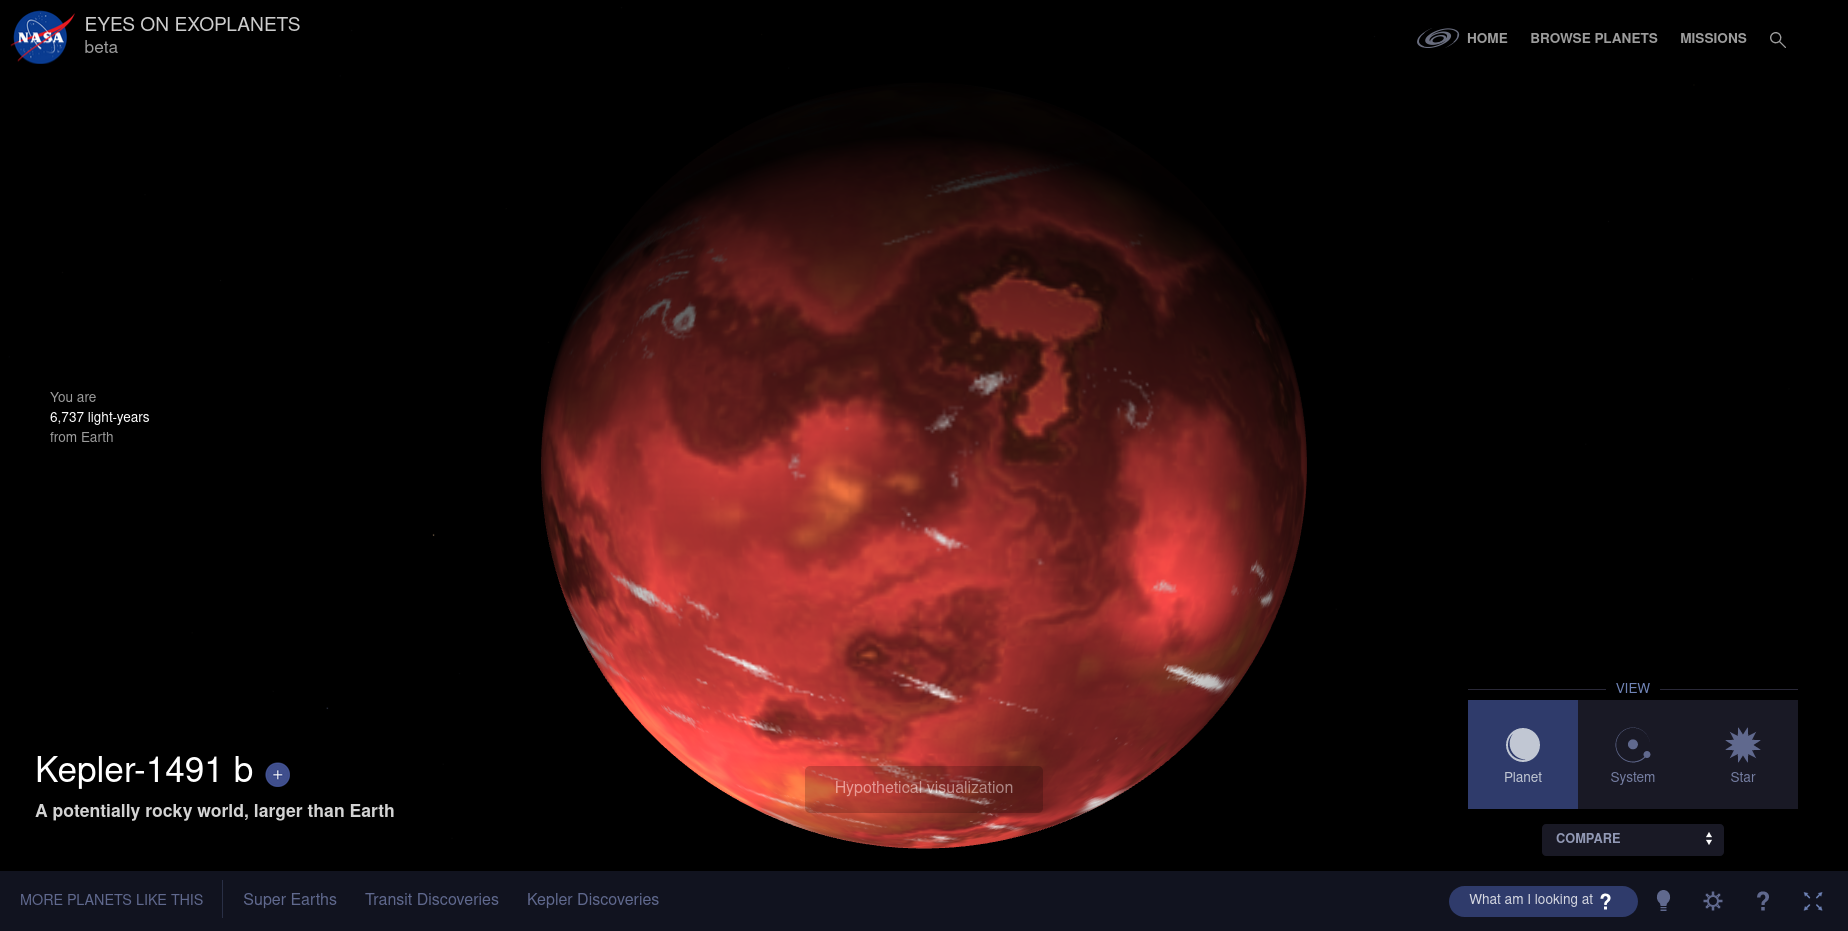 NASA
EYES ON EXOPLANETS
beta
HOME
BROWSE PLANETS
MISSIONS
You are
6,737 light-years
from Earth
Kepler-1491 b +
A potentially rocky world, larger than Earth
Hypothetical visualization
VIEW
Planet
System
Star
COMPARE
MORE PLANETS LIKE THIS
Super Earths
Transit Discoveries
Kepler Discoveries
What am I looking at ?
?